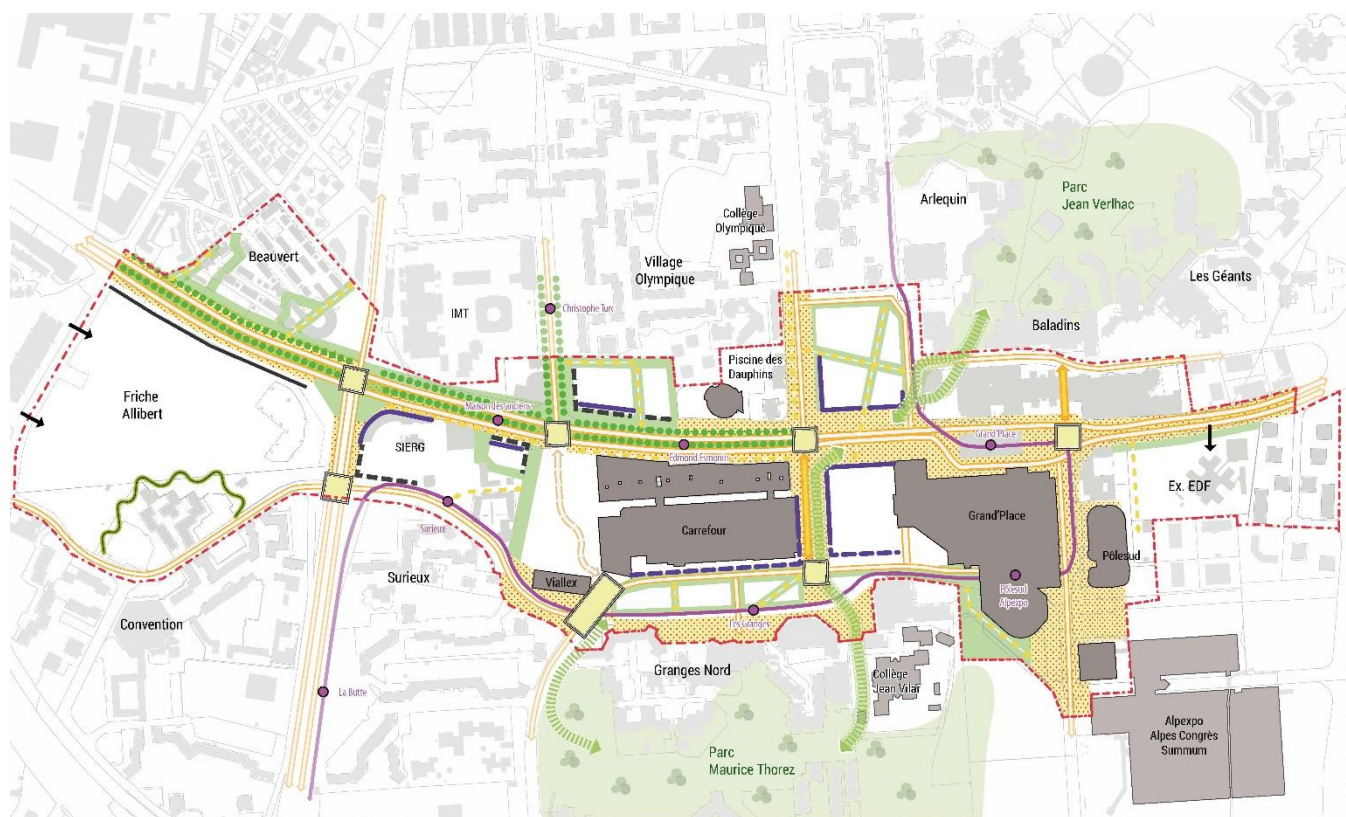 Collège
Olympique
Arlequin
Parc
Jean Verlhac
Beauvert
Village
Olympique
Les Géants
IMT
Christophe Turc
Baladins
Piscine des
Dauphins
Friche
Allibert
Maison des anciens
SIERG
Edmond Esmonin
Grand'Place
Ex. EDF
Surieux
Carrefour
Grand'Place
Pôlesud
Viallex
Surieux
Pôlesud
Alpexpo
Convention
Les Granges
Granges Nord
Collège
Jean Vilar
La Butte
Parc
Maurice Thorez
Alpexpo
Alpes Congrès
Summum